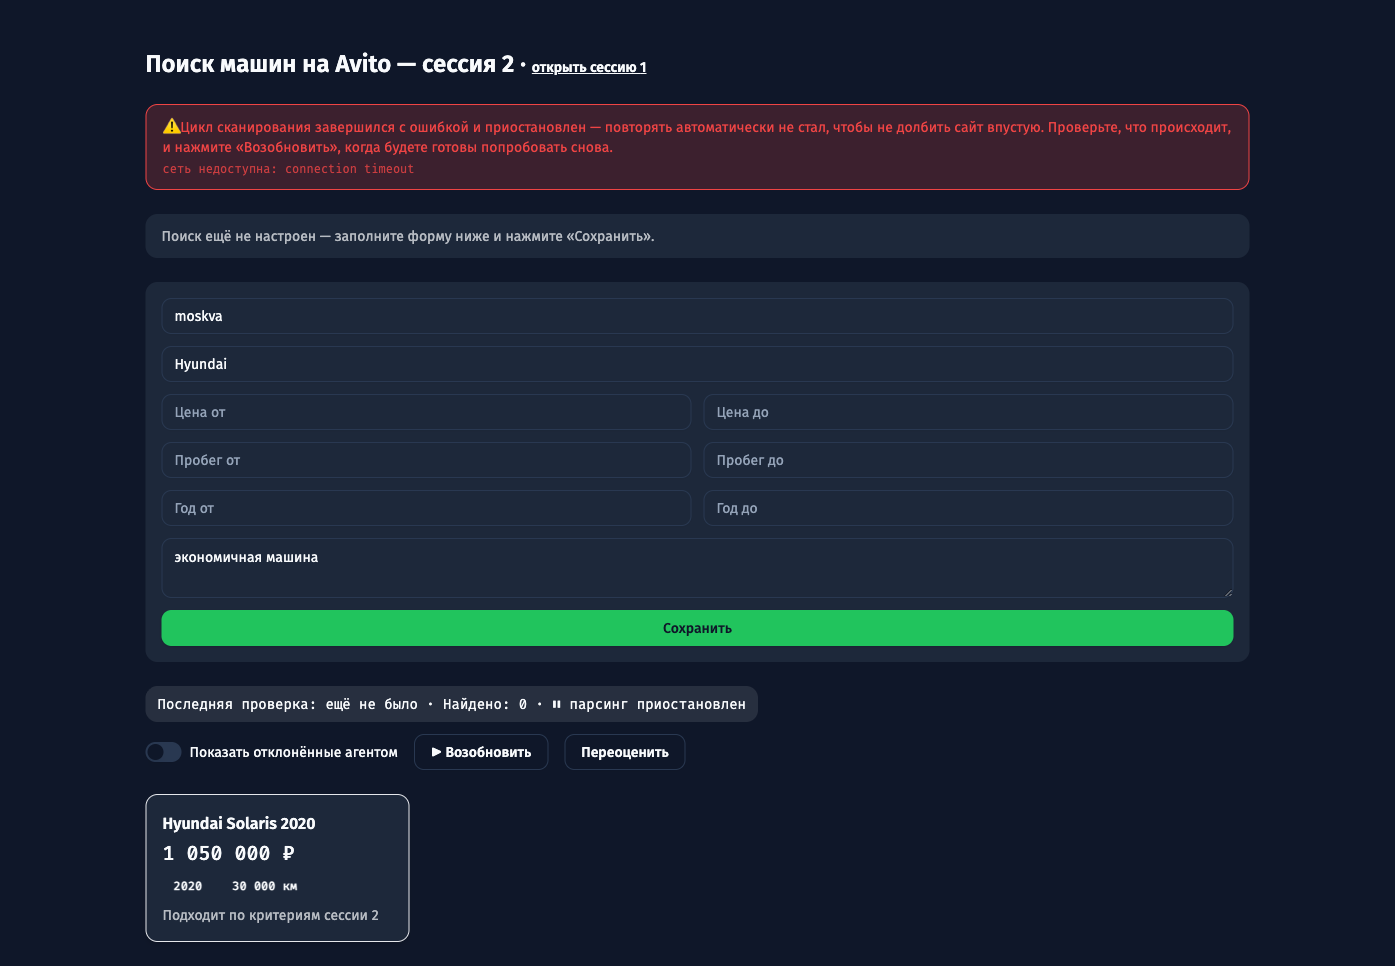 Поиск машин на Avito — сессия 2 · открыть сессию 1
⚠️Цикл сканирования завершился с ошибкой и приостановлен — повторять автоматически не стал, чтобы не долбить сайт впустую. Проверьте, что происходит,
и нажмите «Возобновить», когда будете готовы попробовать снова.
сеть недоступна: connection timeout
Поиск ещё не настроен — заполните форму ниже и нажмите «Сохранить».
moskva
Hyundai
Цена от Цена до
Пробег от Пробег до
Год от Год до
экономичная машина
Сохранить
Последняя проверка: ещё не было · Найдено: 0 · ⏸ парсинг приостановлен
Показать отклонённые агентом ▶ Возобновить Переоценить
Hyundai Solaris 2020
1 050 000 ₽
2020 30 000 км
Подходит по критериям сессии 2